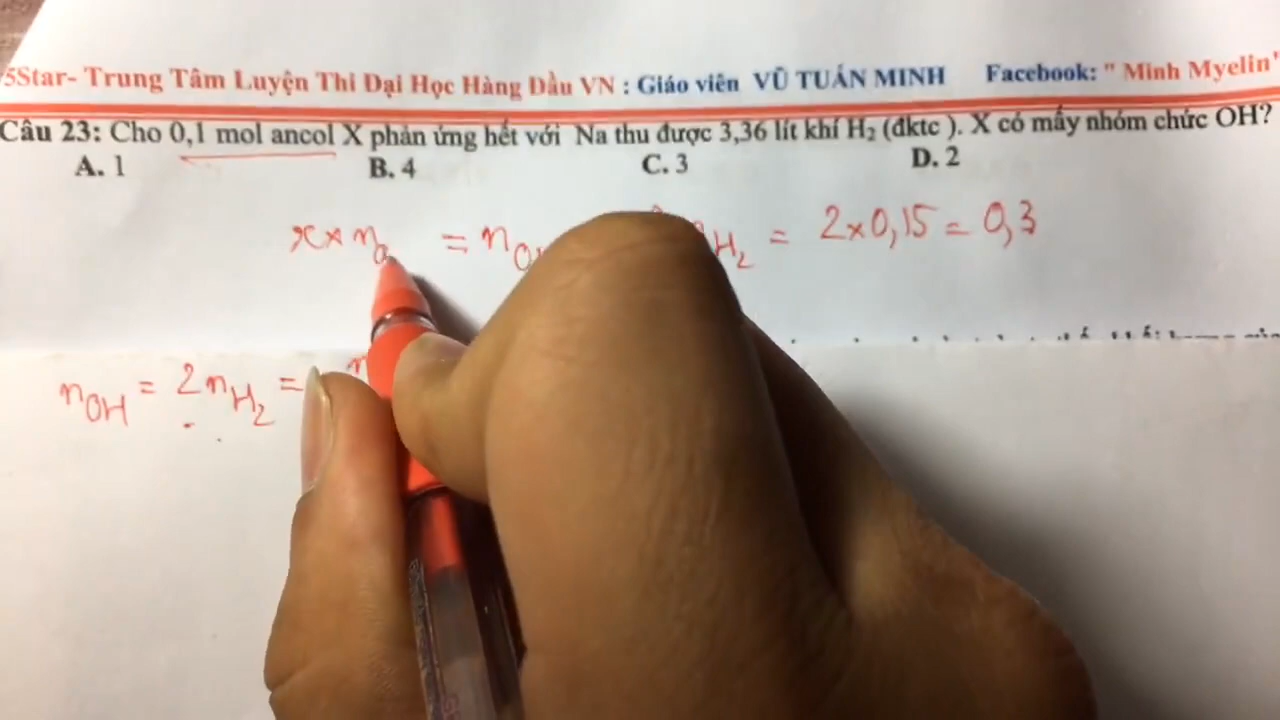 5Star- Trung Tâm Luyện Thi Đại Học Hàng Đầu VN : Giáo viên VŨ TUẤN MINH Facebook: " Minh Myelin"
Câu 23: Cho 0,1 mol ancol X phản ứng hết với Na thu được 3,36 lít khí H₂ (đktc ). X có mấy nhóm chức OH?
A. 1 B. 4 C. 3 D. 2
x × n = n H₂ = 2×0,15 = 0,3
n_OH = 2n_H₂ =